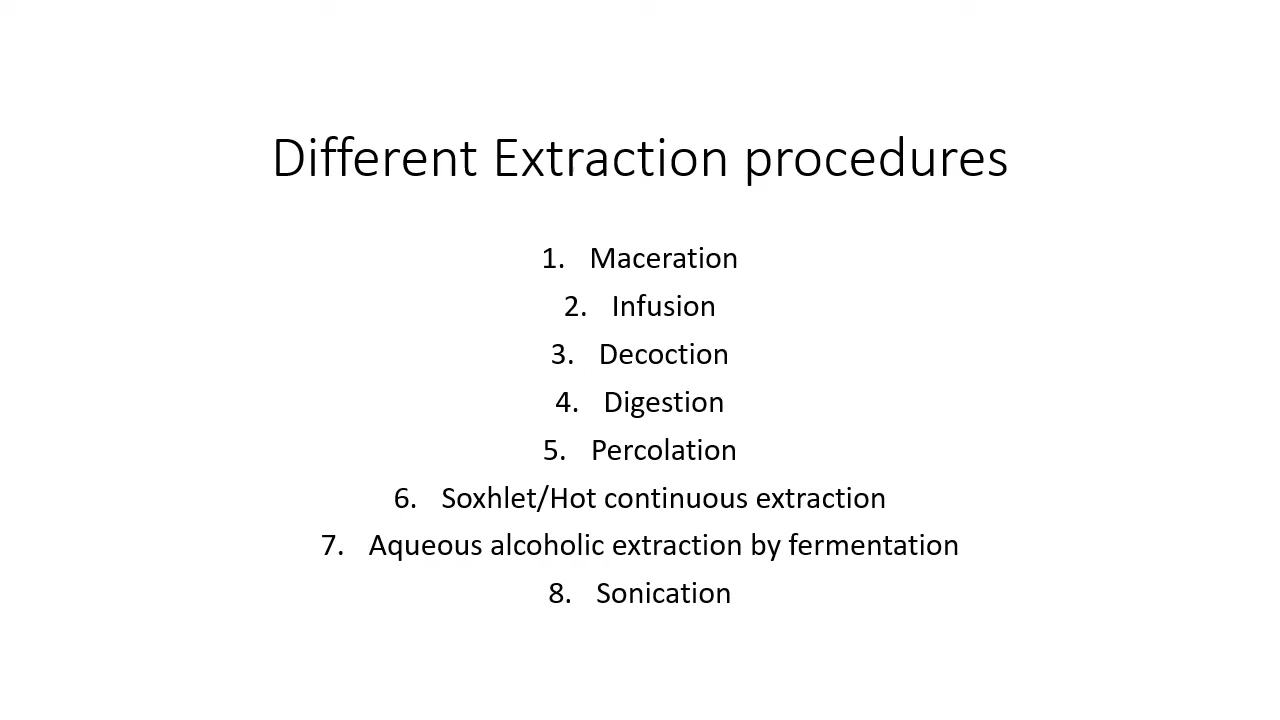 Different Extraction procedures
1. Maceration
2. Infusion
3. Decoction
4. Digestion
5. Percolation
6. Soxhlet/Hot continuous extraction
7. Aqueous alcoholic extraction by fermentation
8. Sonication